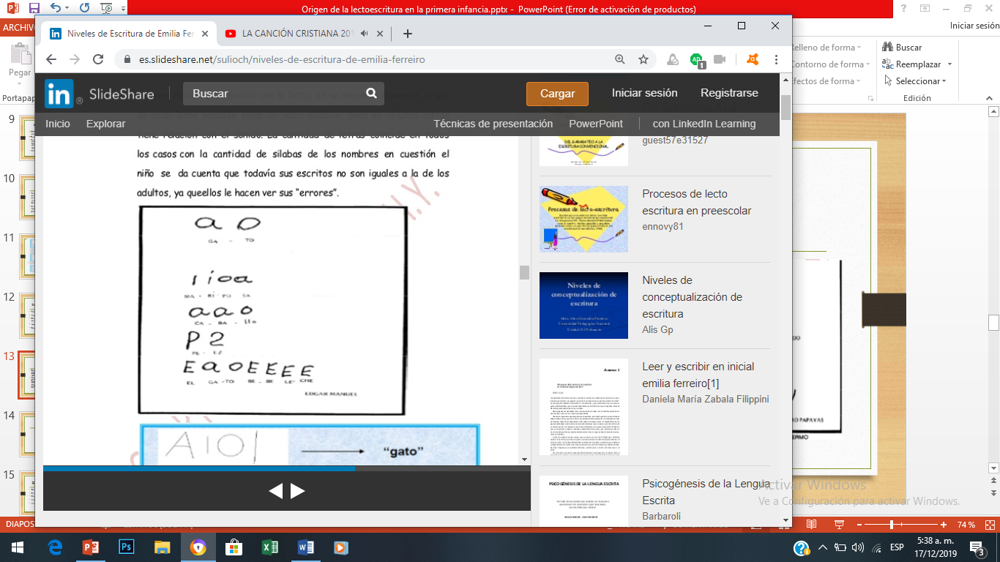 Origen de la lectoescritura en la primera infancia.pptx - PowerPoint (Error de activación de productos)
ARCHIV
Iniciar sesión
Niveles de Escritura de Emilia Fer
LA CANCIÓN CRISTIANA 201
es.slideshare.net/sulioch/niveles-de-escritura-de-emilia-ferreiro
1
Pegar
Portapap
Relleno de forma
Contorno de forma
Efectos de forma
Buscar
Reemplazar
Seleccionar
Edición
in SlideShare
Buscar
Cargar
Iniciar sesión
Registrarse
Inicio
Explorar
Técnicas de presentación
PowerPoint
con LinkedIn Learning
9
10
11
12
13
14
15
tiene relación con el sonido. La cantidad de letras coincide en todos
los casos con la cantidad de silabas de los nombres en cuestión el
niño se da cuenta que todavía sus escritos no son iguales a la de los
adultos, ya queellos le hacen ver sus “errores”.
H.Y.
a o
GA - TO
i i o a
MA - RI - PO - SA
a a o
CA - BA - llo
P 2
PE - EZ
E a o E E E E
EL GA - TO BE - BE LE - CHE
EDGAR MANUEL
A I O I
“gato”
DEL GARABATEO A LA
ESCRITURA CONVENCIONAL
guest57e31527
Procesos de lecto-escritura
Procesos de lecto
escritura en preescolar
ennovy81
Niveles de
conceptualización de
escritura
Niveles de
conceptualización de
escritura
Alis Gp
Anexo 1
Leer y escribir en inicial
emilia ferreiro[1]
Daniela María Zabala Filippini
PSICOGÉNESIS DE LA LENGUA ESCRITA
Psicogénesis de la Lengua
Escrita
Barbaroli
DO
RO PAPAYAS
ERMO
Activar Windows
Ve a Configuración para activar Windows.
DIAPOS
74 %
ESP
5:38 a. m.
17/12/2019
3